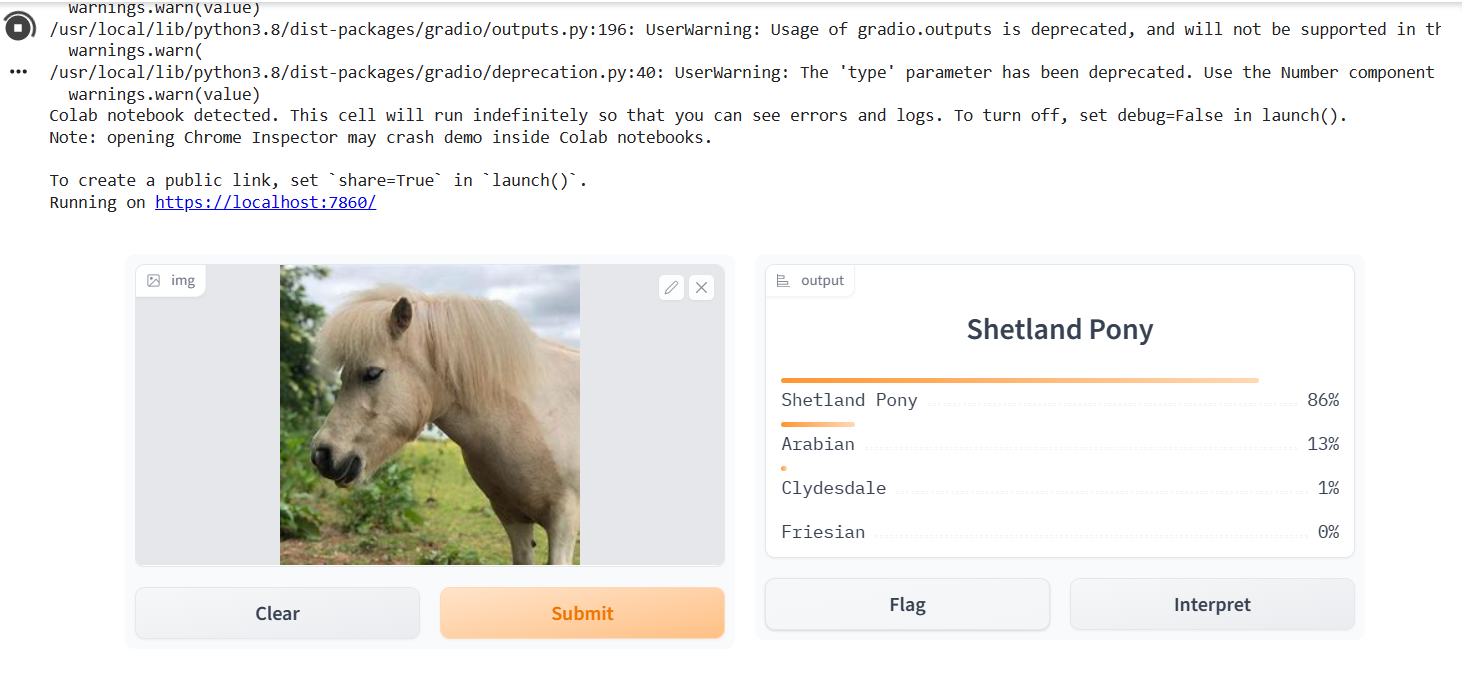 warnings.warn(value)
/usr/local/lib/python3.8/dist-packages/gradio/outputs.py:196: UserWarning: Usage of gradio.outputs is deprecated, and will not be supported in th
warnings.warn(
/usr/local/lib/python3.8/dist-packages/gradio/deprecation.py:40: UserWarning: The 'type' parameter has been deprecated. Use the Number component
warnings.warn(value)
Colab notebook detected. This cell will run indefinitely so that you can see errors and logs. To turn off, set debug=False in launch().
Note: opening Chrome Inspector may crash demo inside Colab notebooks.
To create a public link, set `share=True` in `launch()`.
Running on https://localhost:7860/
img
output
Shetland Pony
Shetland Pony 86%
Arabian 13%
Clydesdale 1%
Friesian 0%
Clear
Submit
Flag
Interpret